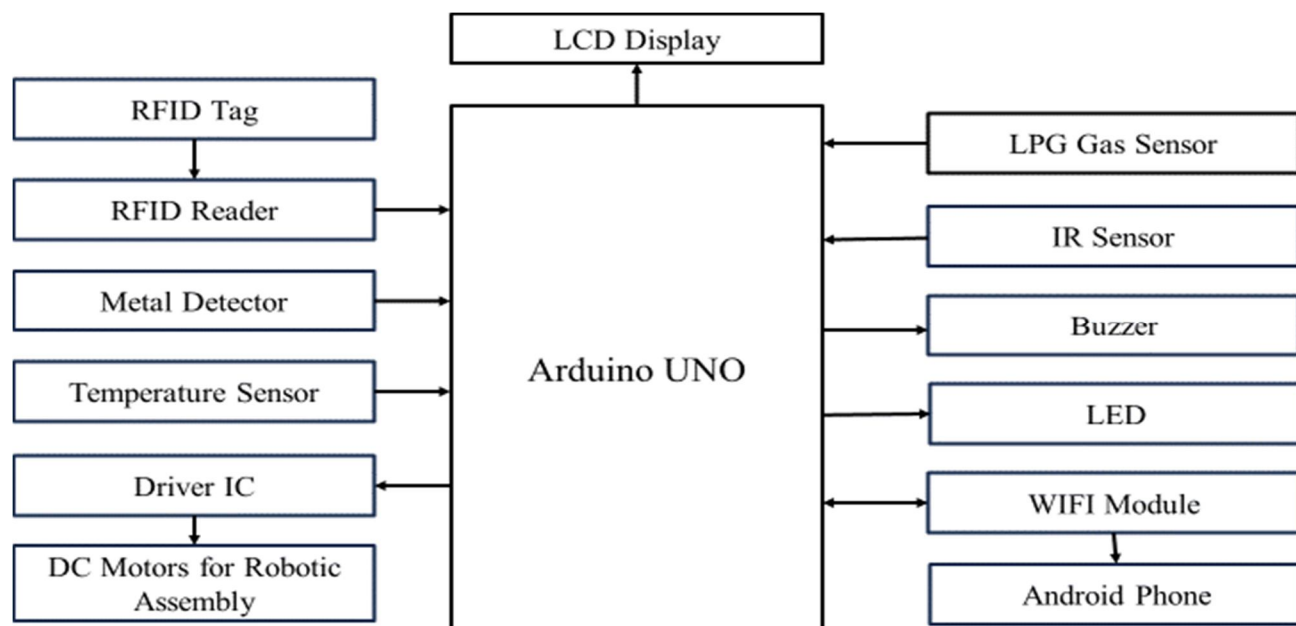 LCD Display
RFID Tag
RFID Reader
Metal Detector
Temperature Sensor
Driver IC
DC Motors for Robotic
Assembly
Arduino UNO
LPG Gas Sensor
IR Sensor
Buzzer
LED
WIFI Module
Android Phone